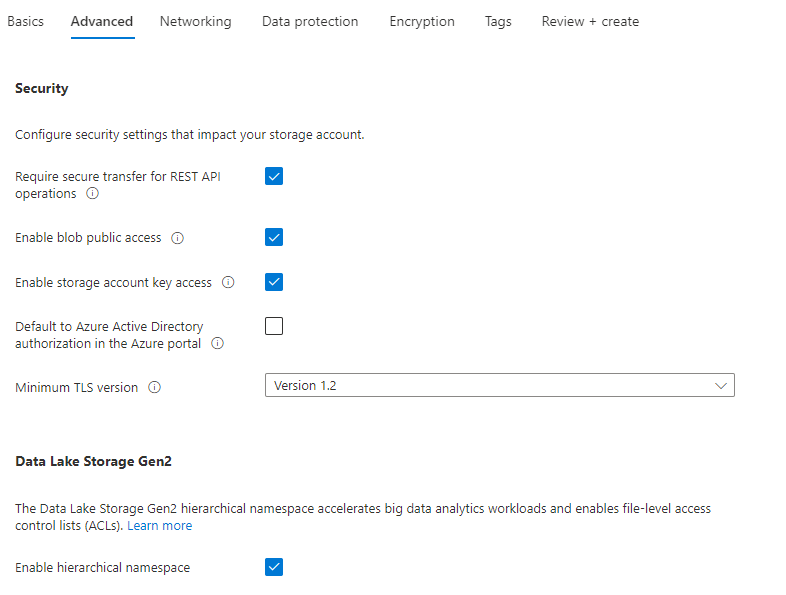 Basics Advanced Networking Data protection Encryption Tags Review + create
Security
Configure security settings that impact your storage account.
Require secure transfer for REST API
operations
Enable blob public access
Enable storage account key access
Default to Azure Active Directory
authorization in the Azure portal
Minimum TLS version Version 1.2
Data Lake Storage Gen2
The Data Lake Storage Gen2 hierarchical namespace accelerates big data analytics workloads and enables file-level access
control lists (ACLs). Learn more
Enable hierarchical namespace